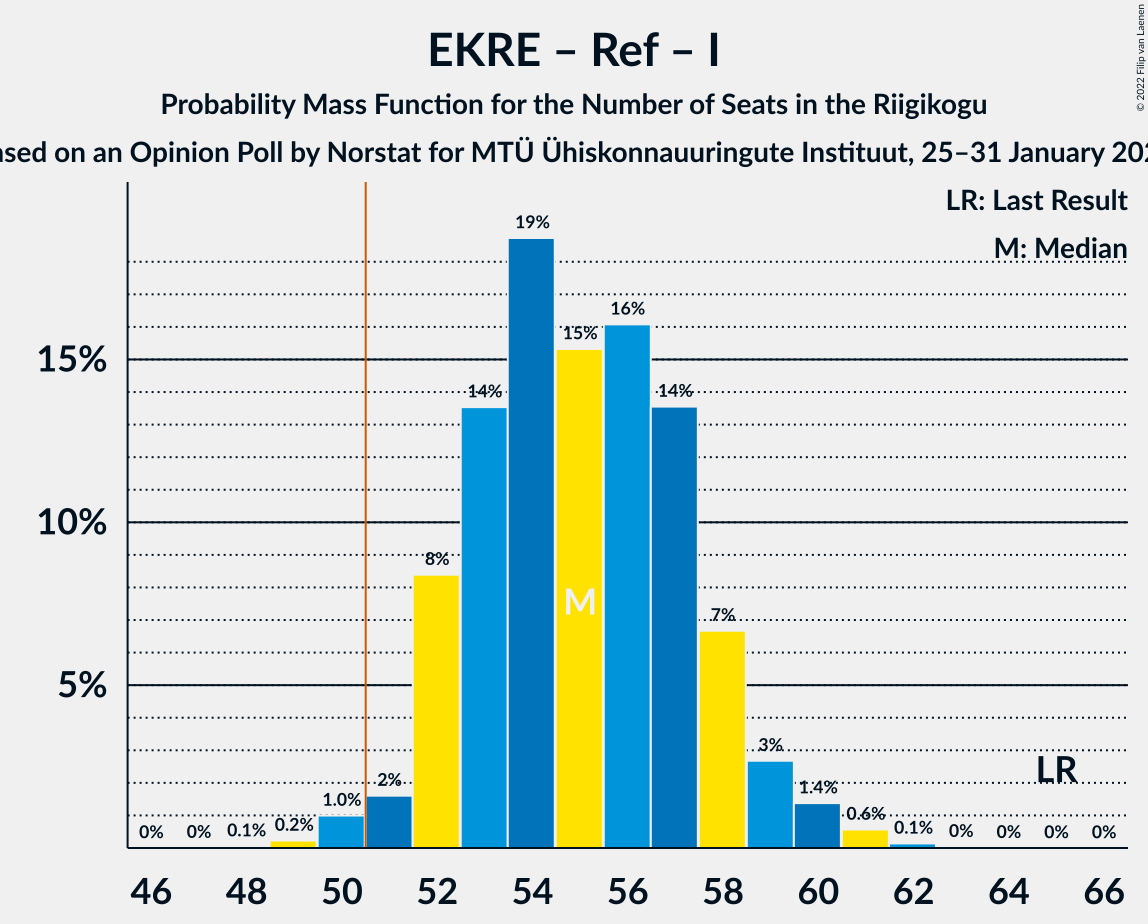 EKRE – Ref – I
Probability Mass Function for the Number of Seats in the Riigikogu
on an Opinion Poll by Norstat for MTÜ Ühiskonnauuringute Instituut, 25–31 January
© 2022 Filip van Laenen
LR: Last Result
M: Median
19%
16%
15%
15%
14%
14%
10%
8%
M
7%
5%
3%
LR
2%
1.4%
1.0%
0.6%
0.2%
0.1%
0.1%
0%
0%
0%
0%
0%
0%
46 48 50 52 54 56 58 60 62 64 66